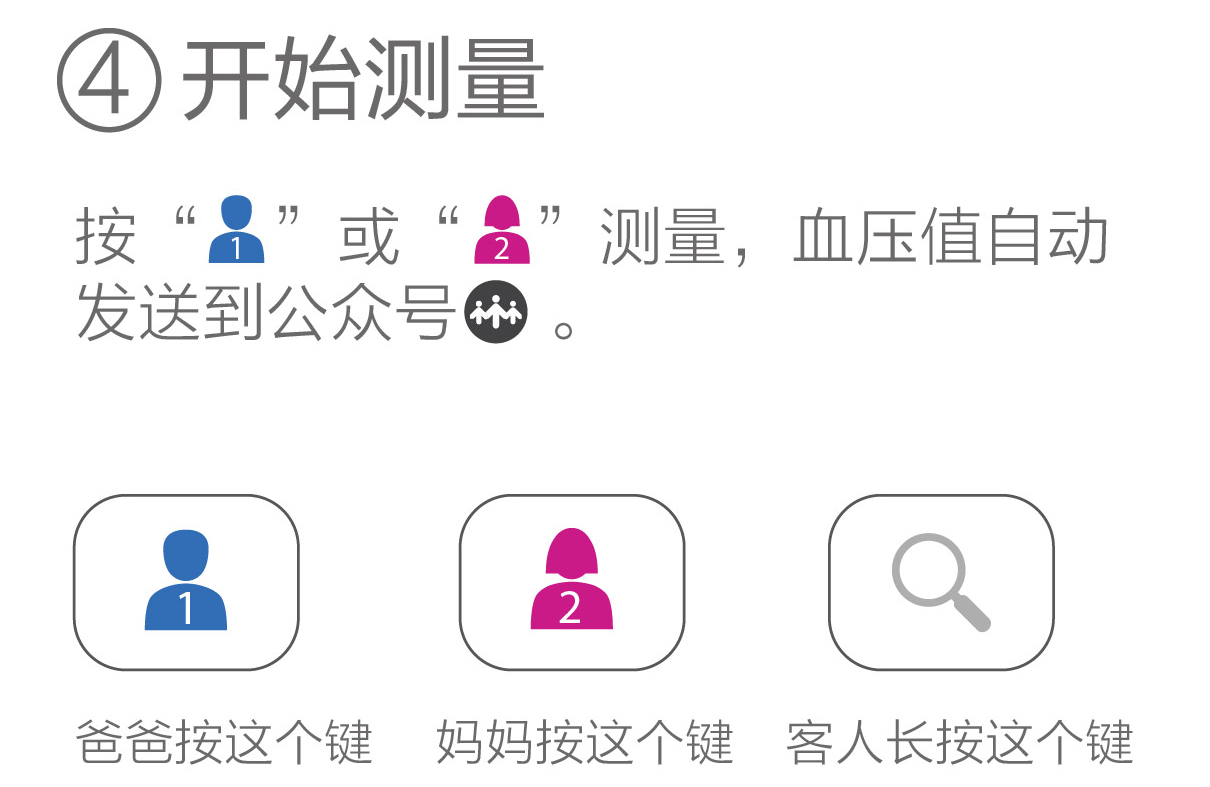 ④ 开始测量
按“1”或“2”测量，血压值自动
发送到公众号。
1
2
爸爸按这个键
妈妈按这个键
客人长按这个键